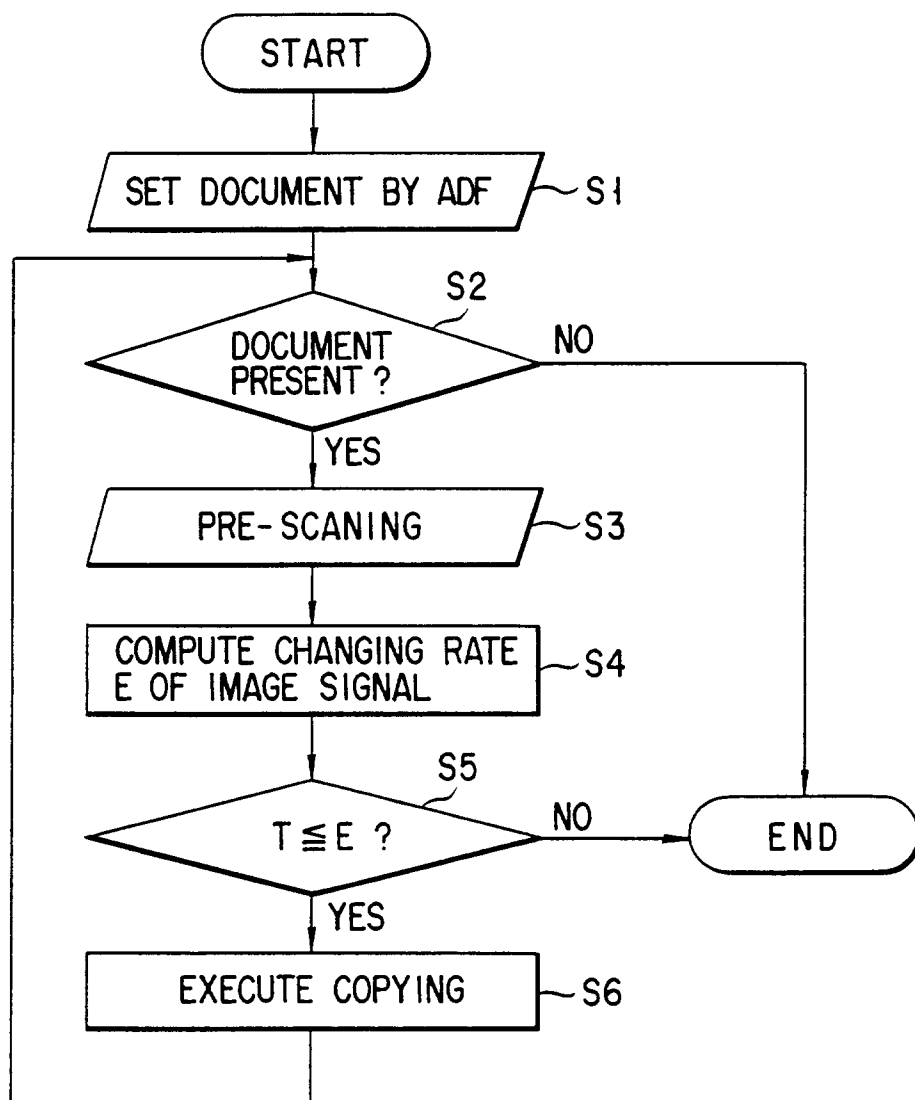 START
SET DOCUMENT BY ADF
S1
S2
DOCUMENT
PRESENT ?
NO
YES
PRE-SCANING
S3
COMPUTE CHANGING RATE
E OF IMAGE SIGNAL
S4
S5
T ≦ E ?
NO
END
YES
EXECUTE COPYING
S6